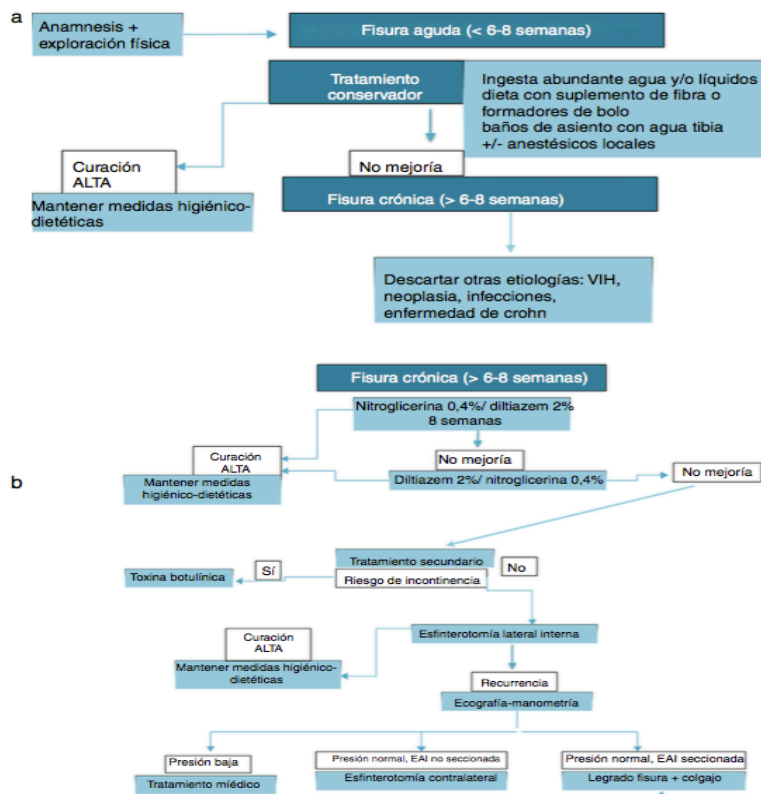 a
Anamnesis +
exploración física
Fisura aguda (< 6-8 semanas)
Tratamiento
conservador
Ingesta abundante agua y/o líquidos
dieta con suplemento de fibra o
formadores de bolo
baños de asiento con agua tibia
+/- anestésicos locales
Curación
ALTA
Mantener medidas higiénico-
dietéticas
No mejoría
Fisura crónica (> 6-8 semanas)
Descartar otras etiologías: VIH,
neoplasia, infecciones,
enfermedad de crohn
b
Fisura crónica (> 6-8 semanas)
Nitroglicerina 0,4%/ diltiazem 2%
8 semanas
Curación
ALTA
Mantener medidas
higiénico-dietéticas
No mejoría
Diltiazem 2%/ nitroglicerina 0,4%
No mejoría
Tratamiento secundario
Riesgo de incontinencia
Sí
No
Toxina botulínica
Esfinterotomía lateral interna
Curación
ALTA
Mantener medidas higiénico-
dietéticas
Recurrencia
Ecografía-manometría
Presión baja
Tratamiento míédico
Presión normal, EAI no seccionada
Esfinterotomía contralateral
Presión normal, EAI seccionada
Legrado fisura + colgajo